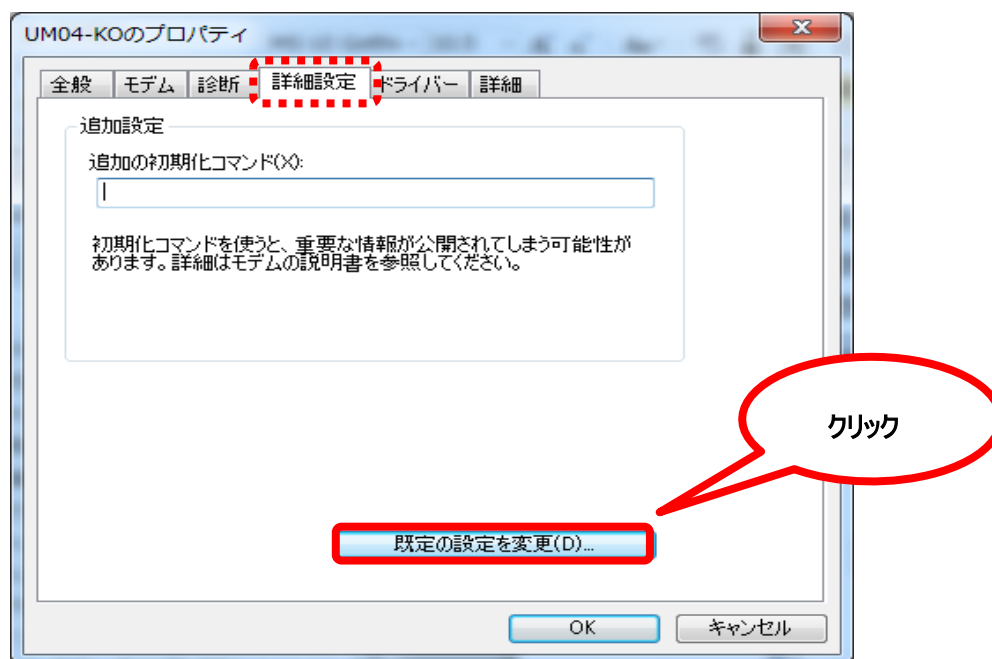 UM04-KOのプロパティ
全般 モデム 診断 詳細設定 ドライバー 詳細
追加設定
追加の初期化コマンド(X):
初期化コマンドを使うと、重要な情報が公開されてしまう可能性が
あります。詳細はモデムの説明書を参照してください。
クリック
既定の設定を変更(D)...
OK キャンセル